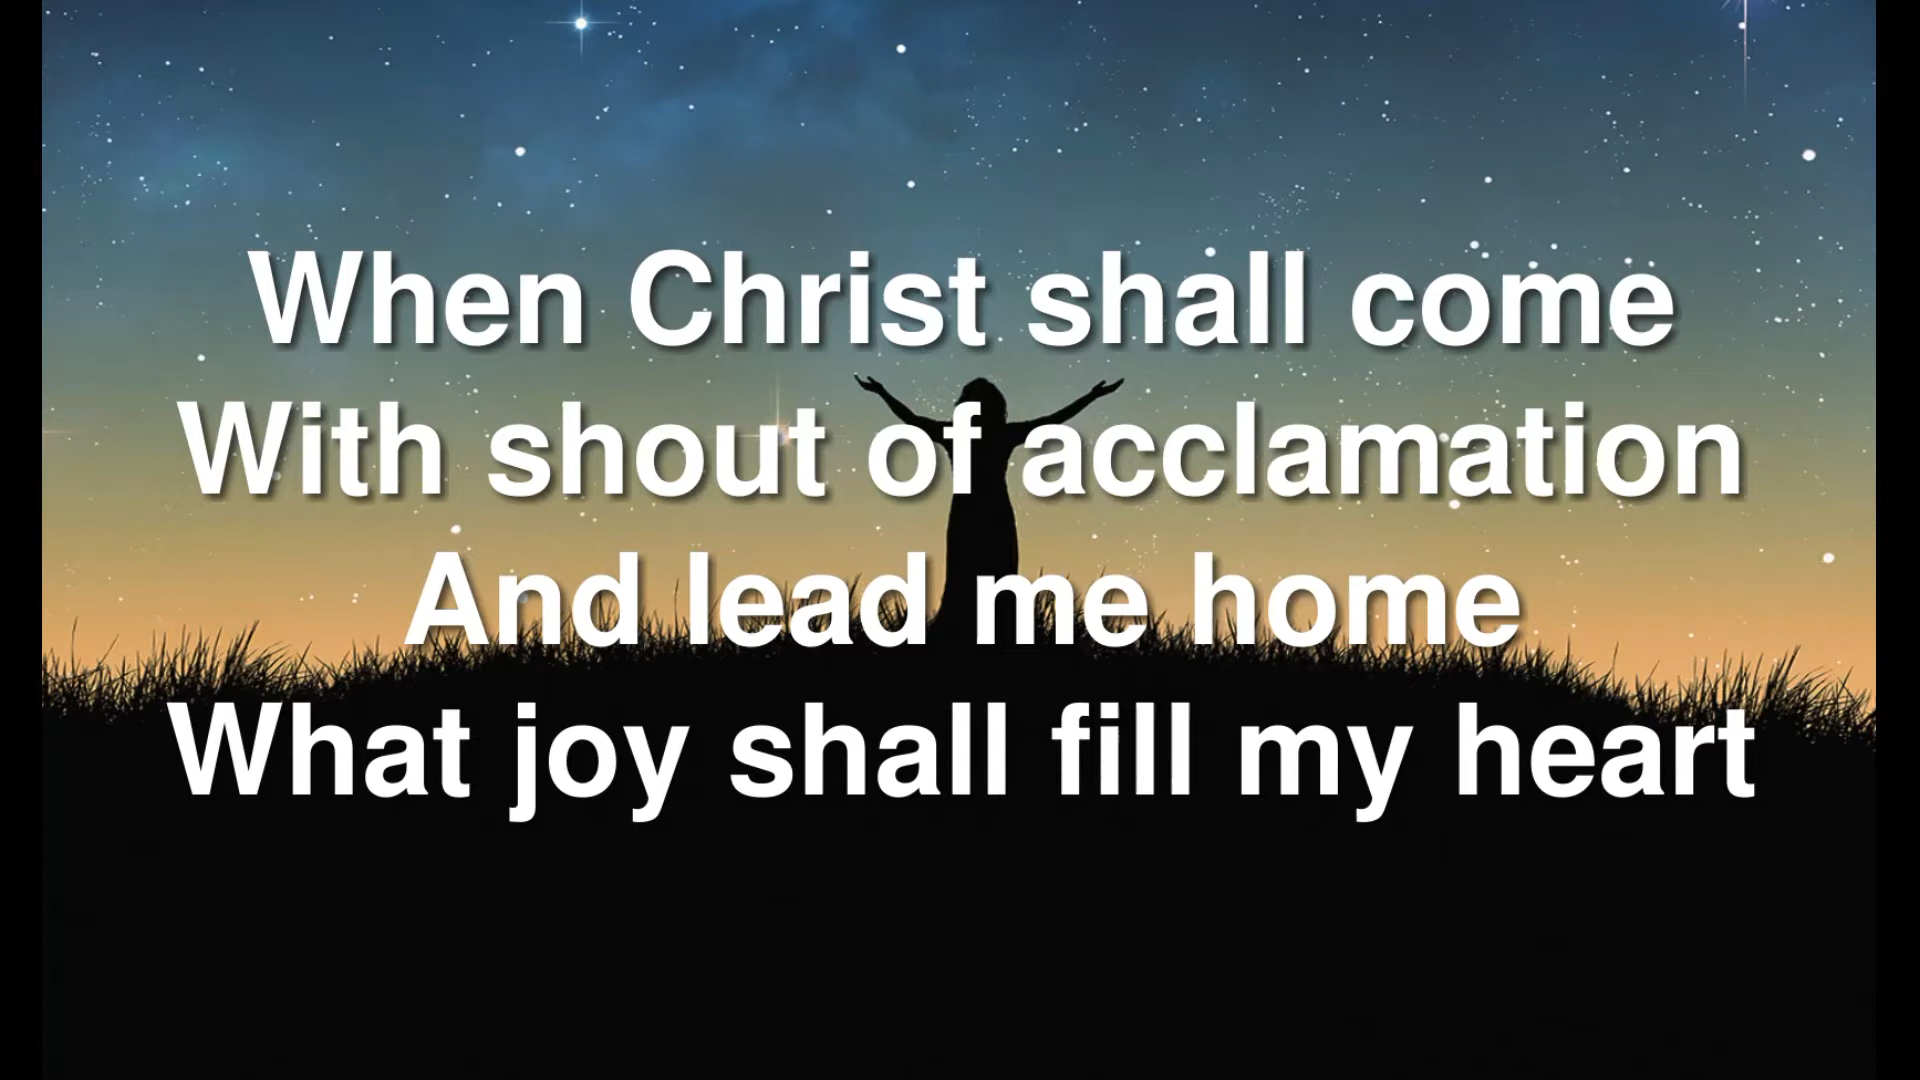 When Christ shall come
With shout of acclamation
And lead me home
What joy shall fill my heart